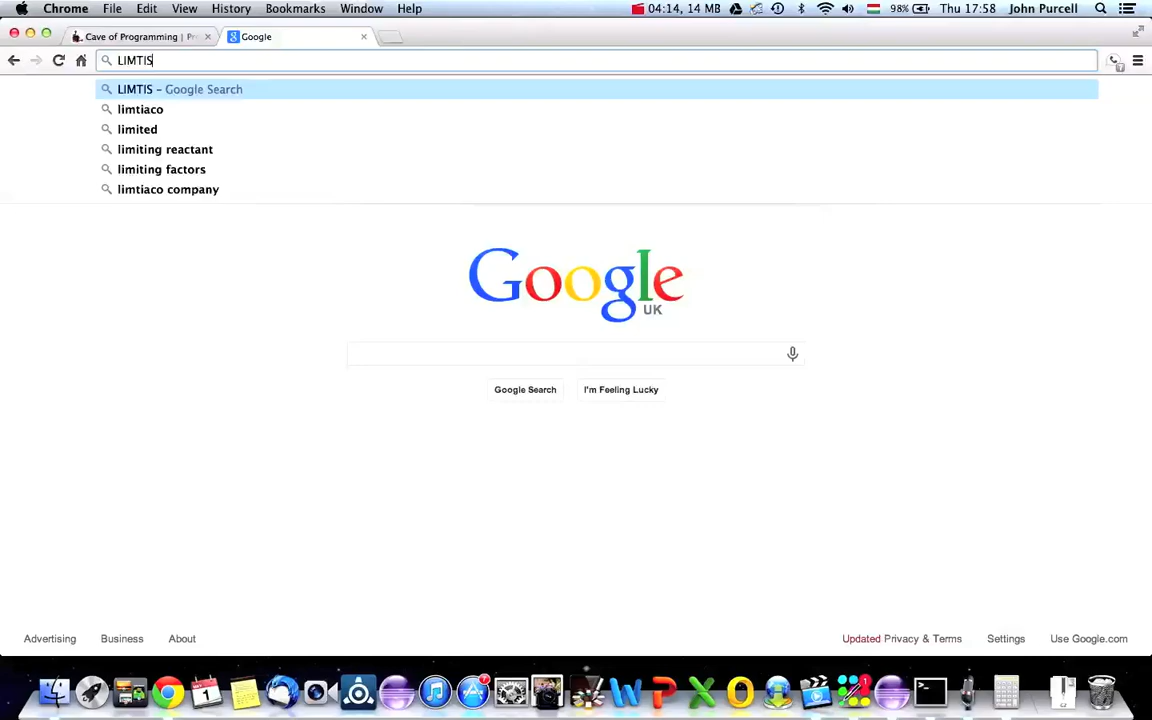 Chrome File Edit View History Bookmarks Window Help 04:14, 14 MB 98% Thu 17:58 John Purcell
Cave of Programming | Pr Google
LIMTIS
LIMTIS – Google Search
limtiaco
limited
limiting reactant
limiting factors
limtiaco company
Google
UK
Google Search I'm Feeling Lucky
Advertising Business About Updated Privacy & Terms Settings Use Google.com